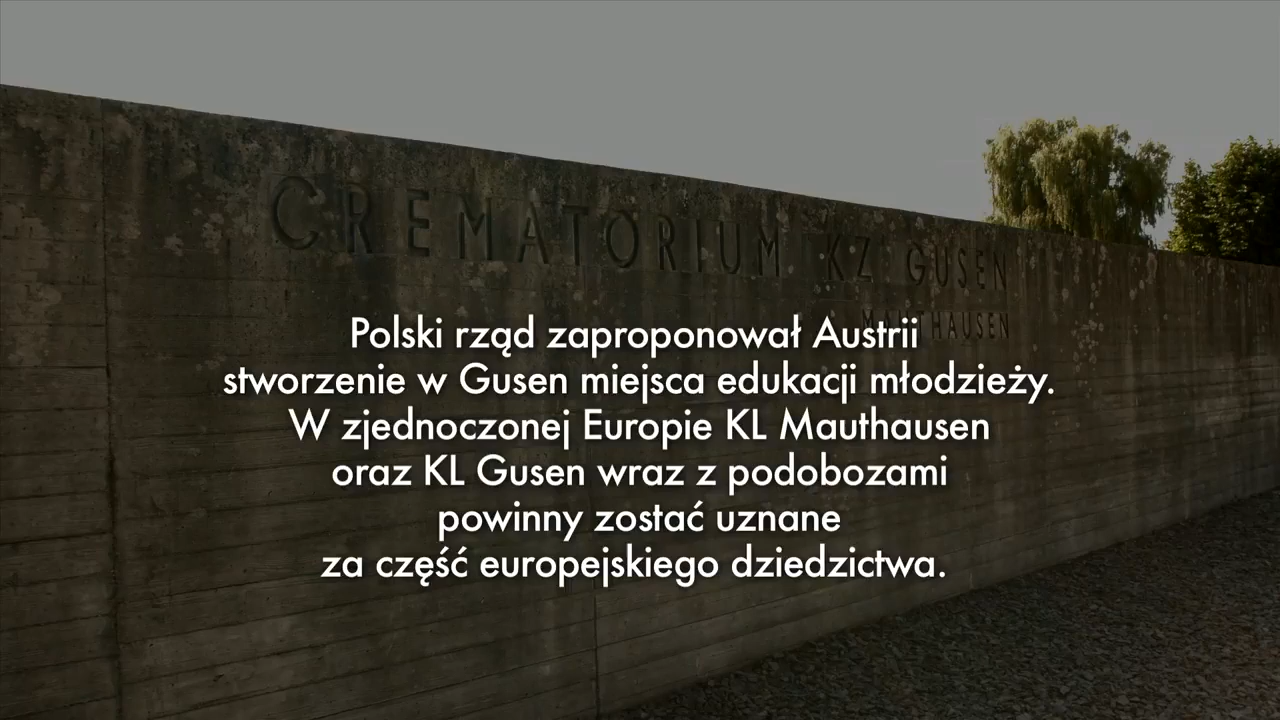 CREMATORIUM KZ GUSEN
MAUTHAUSEN
Polski rząd zaproponował Austrii
stworzenie w Gusen miejsca edukacji młodzieży.
W zjednoczonej Europie KL Mauthausen
oraz KL Gusen wraz z podobozami
powinny zostać uznane
za część europejskiego dziedzictwa.